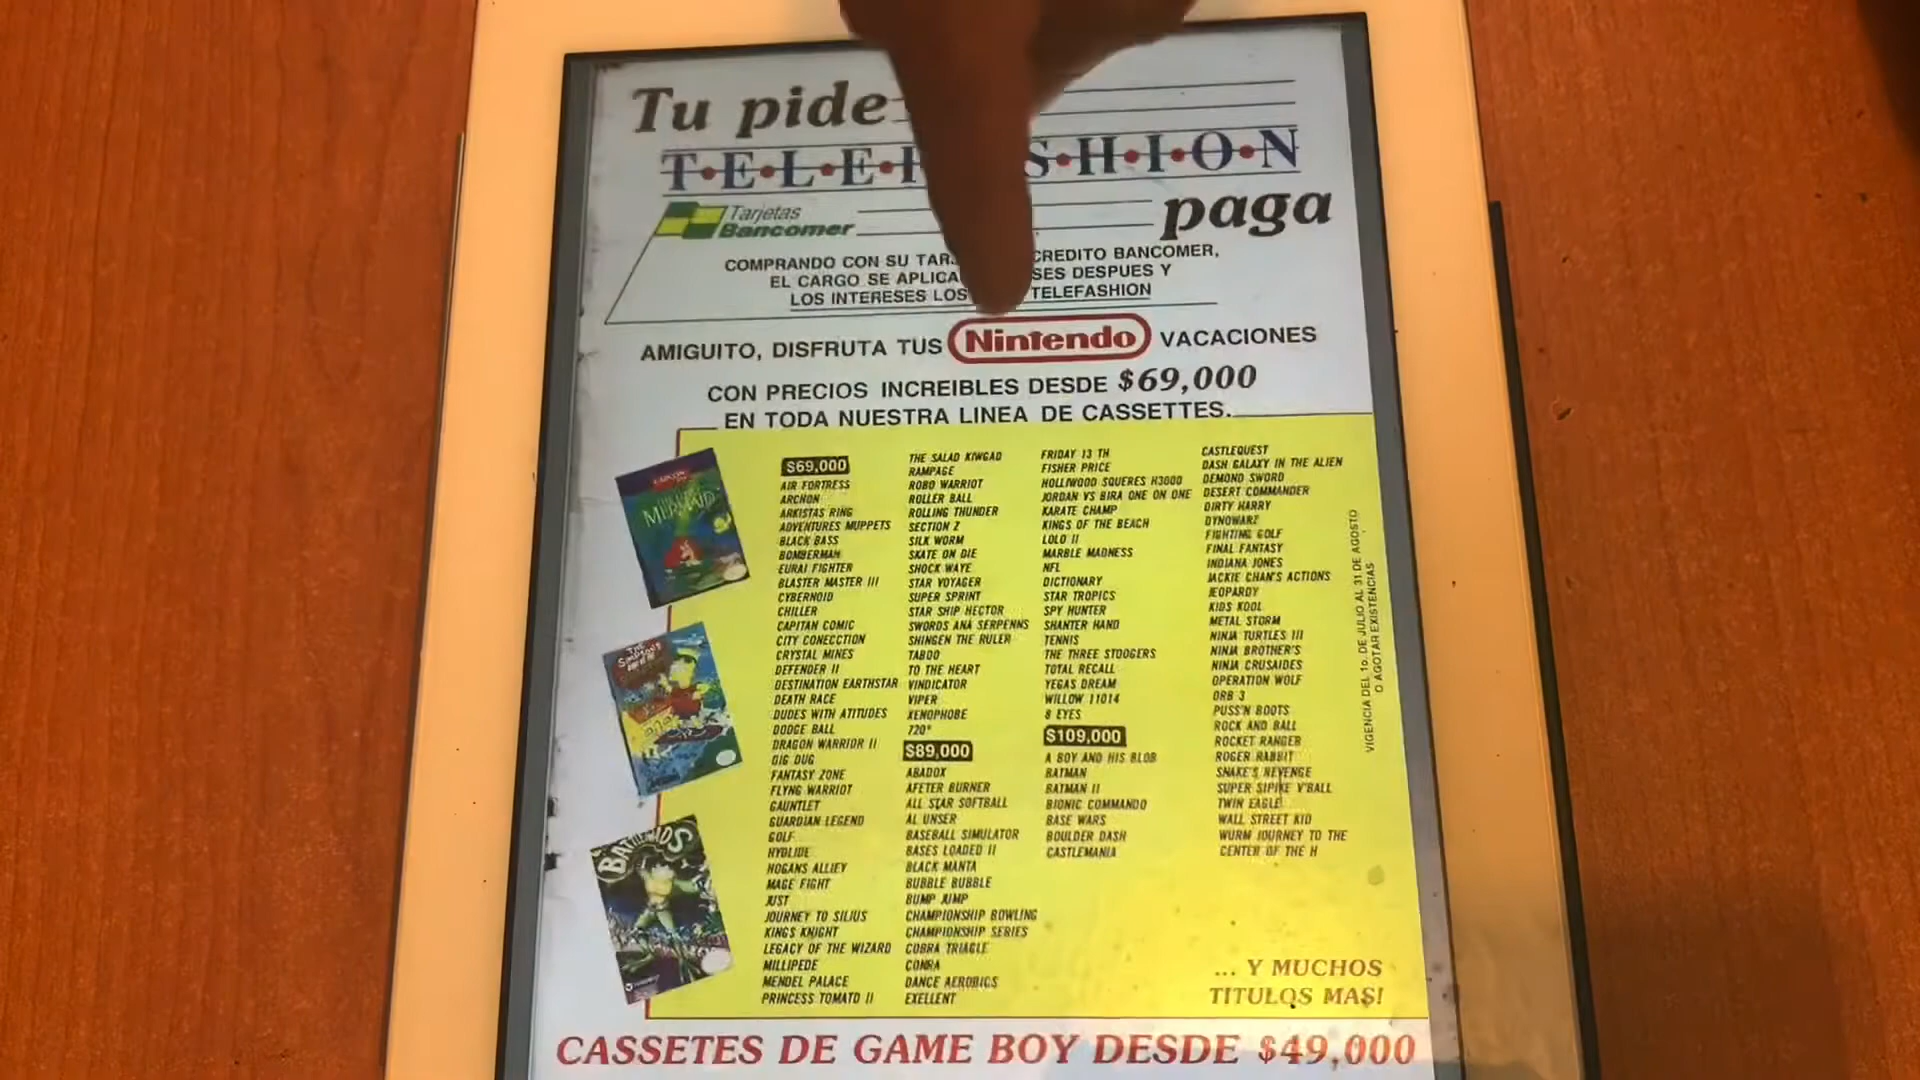 Tu pide
TELEF SHION
Tarjetas
Bancomer
paga
COMPRANDO CON SU TAR CREDITO BANCOMER,
EL CARGO SE APLICA SES DESPUES Y
LOS INTERESES LOS TELEFASHION
AMIGUITO, DISFRUTA TUS Nintendo VACACIONES
CON PRECIOS INCREIBLES DESDE $69,000
EN TODA NUESTRA LINEA DE CASSETTES.
$69,000
AIR FORTRESS
ARCHON
ARKISTAS RING
ADVENTURES MUPPETS
BLACK BASS
BOMBERMAN
EURAI FIGHTER
BLASTER MASTER III
CYBERNOID
CHILLER
CAPITAN COMIC
CITY CONECCTION
CRYSTAL MINES
DEFENDER II
DESTINATION EARTHSTAR
DEATH RACE
DUDES WITH ATITUDES
DODGE BALL
DRAGON WARRIOR II
DIG DUG
FANTASY ZONE
FLYNG WARRIOT
GAUNTLET
GUARDIAN LEGEND
GOLF
HYDLIDE
HOGANS ALLIEY
MAGE FIGHT
JUST
JOURNEY TO SILIUS
KINGS KNIGHT
LEGACY OF THE WIZARD
MILLIPEDE
MENDEL PALACE
PRINCESS TOMATO II
THE SALAD KIWGAD
RAMPAGE
ROBO WARRIOT
ROLLER BALL
ROLLING THUNDER
SECTION Z
SILK WORM
SKATE ON DIE
SHOCK WAYE
STAR VOYAGER
SUPER SPRINT
STAR SHIP HECTOR
SWORDS ANA SERPENNS
SHINGEN THE RULER
TABOO
TO THE HEART
VINDICATOR
VIPER
XENOPHOBE
720°
$89,000
ABADOX
AFETER BURNER
ALL STAR SOFTBALL
AL UNSER
BASEBALL SIMULATOR
BASES LOADED II
BLACK MANTA
BUBBLE BUBBLE
BUMP JUMP
CHAMPIONSHIP BOWLING
CHAMPIONSHIP SERIES
COBRA TRIAGLE
CONRA
DANCE AEROBICS
EXELLENT
FRIDAY 13 TH
FISHER PRICE
HOLLIWOOD SQUERES H3000
JORDAN VS BIRA ONE ON ONE
KARATE CHAMP
KINGS OF THE BEACH
LOLO II
MARBLE MADNESS
NFL
DICTIONARY
STAR TROPICS
SPY HUNTER
SHANTER HAND
TENNIS
THE THREE STOOGERS
TOTAL RECALL
YEGAS DREAM
WILLOW 11014
8 EYES
$109,000
A BOY AND HIS BLOB
BATMAN
BATMAN II
BIONIC COMMANDO
BASE WARS
BOULDER DASH
CASTLEMANIA
CASTLEQUEST
DASH GALAXY IN THE ALIEN
DEMOND SWORD
DESERT COMMANDER
DIRTY HARRY
DYNOWARZ
FIGHTING GOLF
FINAL FANTASY
INDIANA JONES
JACKIE CHAN'S ACTIONS
JEOPARDY
KIDS KOOL
METAL STORM
NINJA TURTLES III
NINJA BROTHER'S
NINJA CRUSAIDES
OPERATION WOLF
ORB 3
PUSS'N BOOTS
ROCK AND BALL
ROCKET RANGER
ROGER RABBIT
SNAKE'S REVENGE
SUPER SIPIKE V'BALL
TWIN EAGLE
WALL STREET KID
WURM JOURNEY TO THE
CENTER OF THE H
VIGENCIA DEL 1o. DE JULIO AL 31 DE AGOSTO
O AGOTAR EXISTENCIAS
CAPCOM
MERMAID
The Simpsons
BATTLETOADS
... Y MUCHOS
TITULOS MAS!
CASSETES DE GAME BOY DESDE $49,000